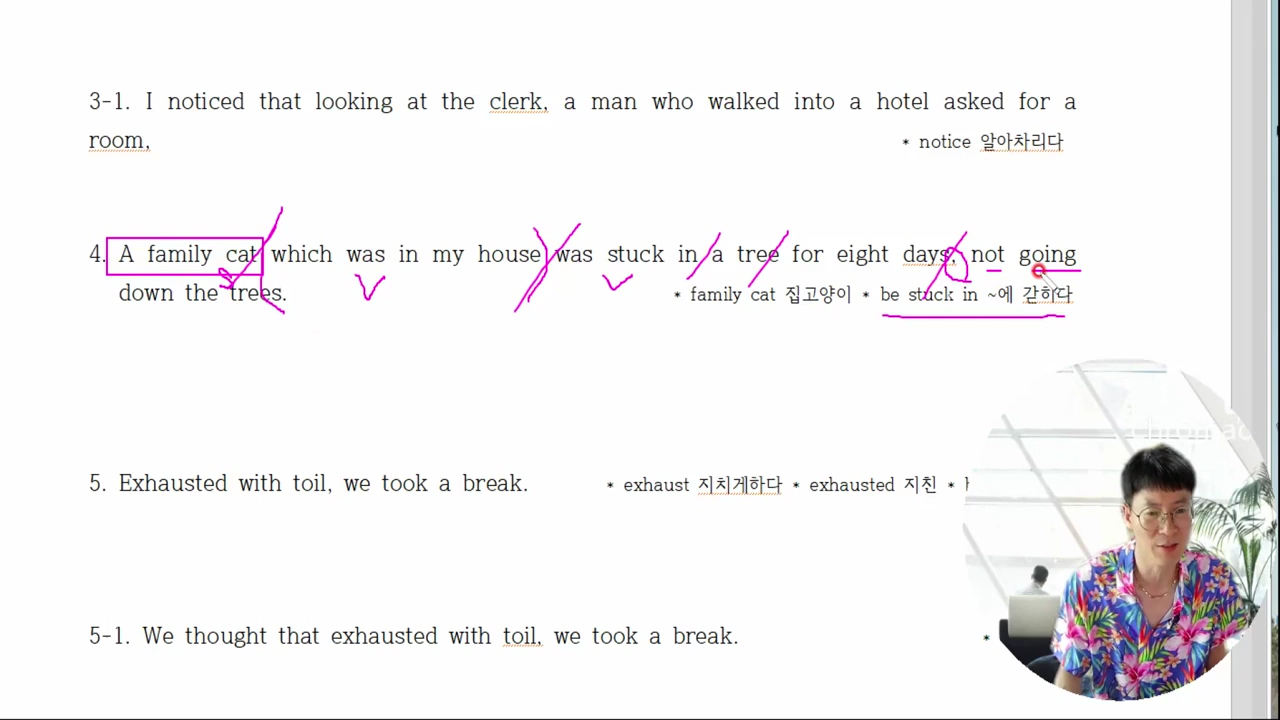 3-1. I noticed that looking at the clerk, a man who walked into a hotel asked for a
room,
* notice 알아차리다
4. A family cat which was in my house was stuck in a tree for eight days, not going
down the trees.
* family cat 집고양이 * be stuck in ~에 갇히다
5. Exhausted with toil, we took a break.
* exhaust 지치게하다 * exhausted 지친 *
5-1. We thought that exhausted with toil, we took a break.
*